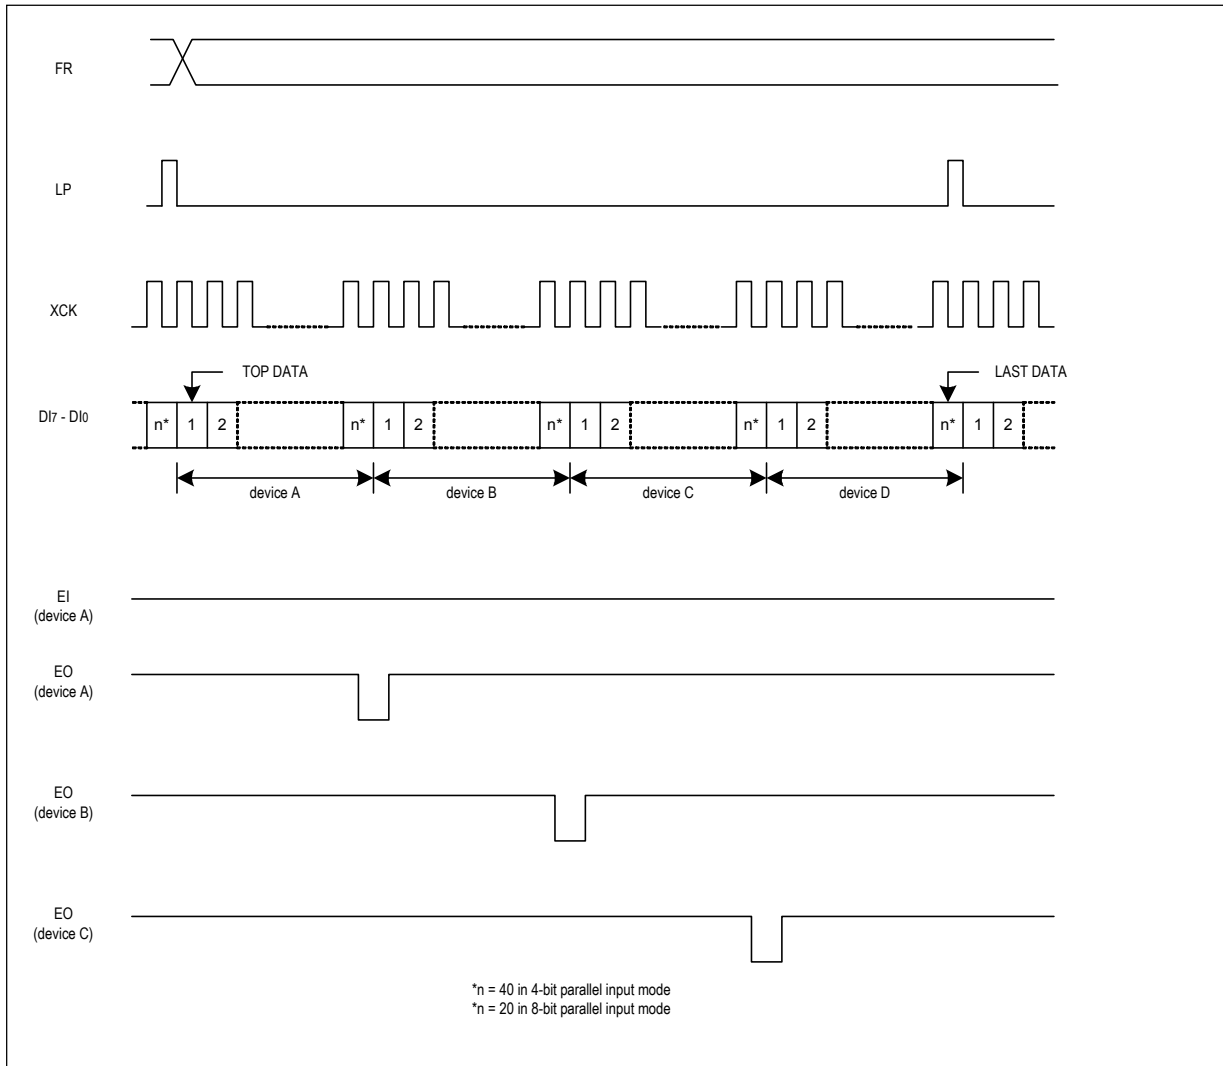 FR
LP
XCK
TOP DATA
LAST DATA
DI7 - DI0
n* 1 2 n* 1 2 n* 1 2 n* 1 2 n* 1 2
device A device B device C device D
EI
(device A)
EO
(device A)
EO
(device B)
EO
(device C)
*n = 40 in 4-bit parallel input mode
*n = 20 in 8-bit parallel input mode